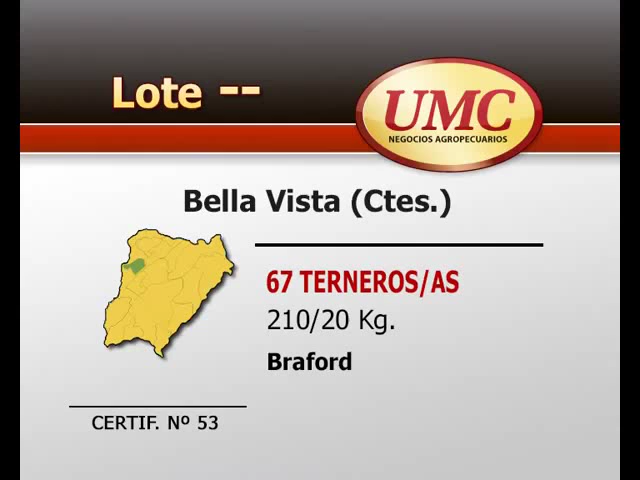 Lote --
UMC
NEGOCIOS AGROPECUARIOS
Bella Vista (Ctes.)
67 TERNEROS/AS
210/20 Kg.
Braford
CERTIF. Nº 53